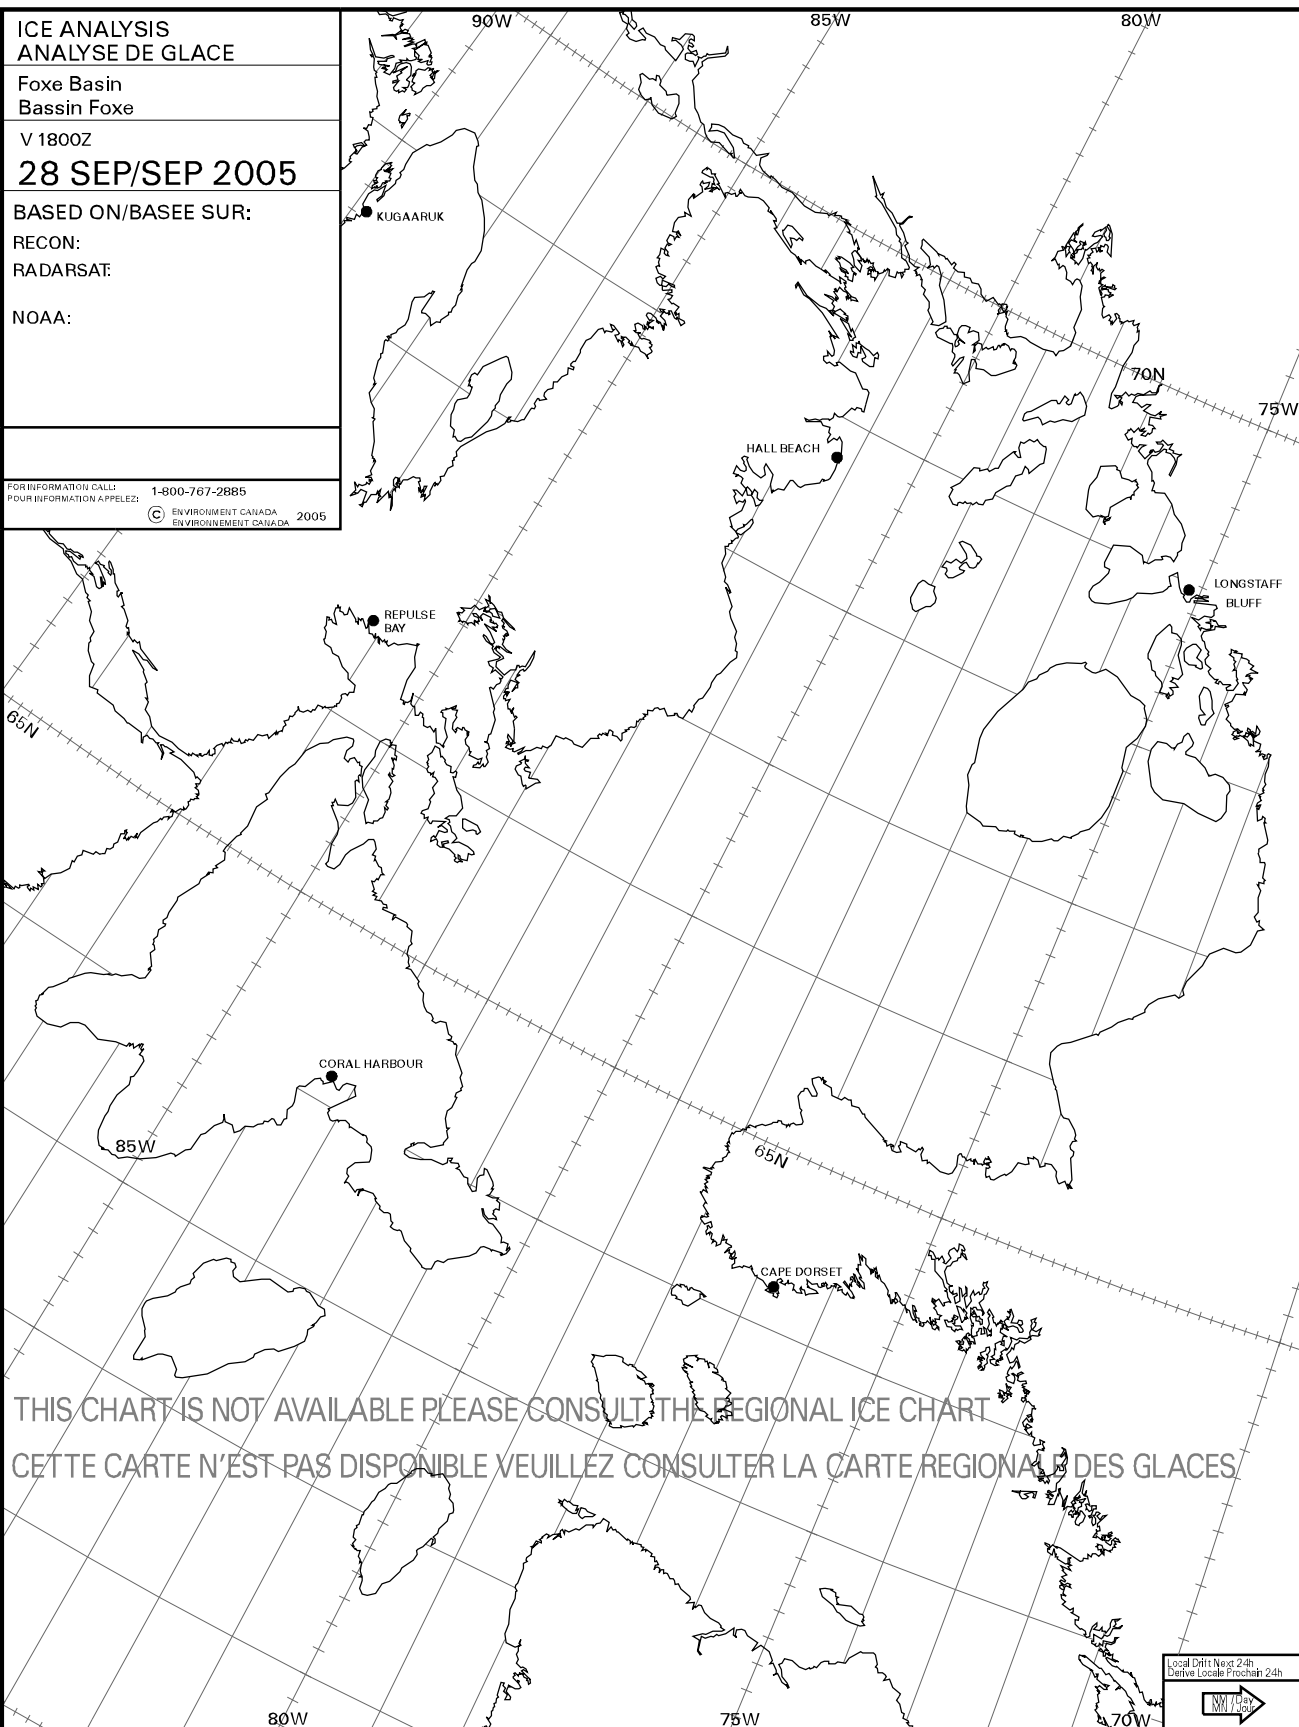 ICE ANALYSIS
ANALYSE DE GLACE
Foxe Basin
Bassin Foxe
V 1800Z
28 SEP/SEP 2005
BASED ON/BASEE SUR:
RECON:
RADARSAT:
NOAA:
FOR INFORMATION CALL:
POUR INFORMATION APPELEZ:
1-800-767-2885
© ENVIRONMENT CANADA
ENVIRONNEMENT CANADA
2005
90W
85W
80W
KUGAARUK
70N
75W
HALL BEACH
LONGSTAFF
BLUFF
REPULSE
BAY
65N
CORAL HARBOUR
85W
65N
CAPE DORSET
THIS CHART IS NOT AVAILABLE PLEASE CONSULT THE REGIONAL ICE CHART
CETTE CARTE N'EST PAS DISPONIBLE VEUILLEZ CONSULTER LA CARTE REGIONALE DES GLACES
Local Drift Next 24h
Derive Locale Prochain 24h
NM / Day
MN / Jour
80W
75W
70W